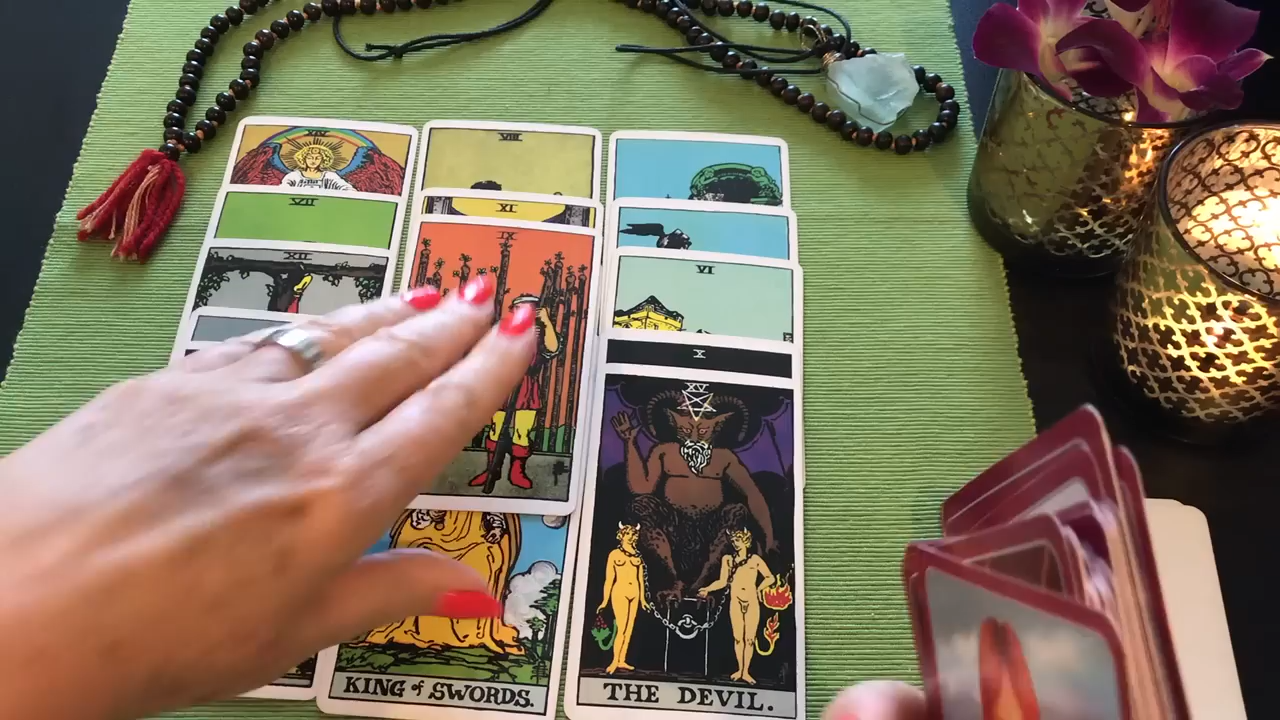 XIV
VIII
VII
XI
XII
IX
VI
X
XV
KING of SWORDS.
THE DEVIL.